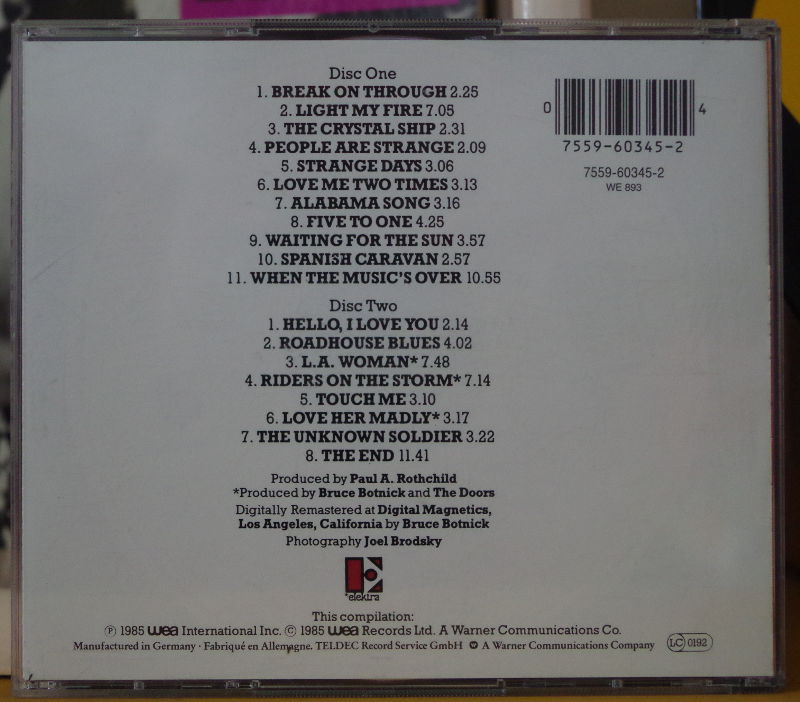 Disc One
1. BREAK ON THROUGH 2.25
2. LIGHT MY FIRE 7.05
3. THE CRYSTAL SHIP 2.31
4. PEOPLE ARE STRANGE 2.09
5. STRANGE DAYS 3.06
6. LOVE ME TWO TIMES 3.13
7. ALABAMA SONG 3.16
8. FIVE TO ONE 4.25
9. WAITING FOR THE SUN 3.57
10. SPANISH CARAVAN 2.57
11. WHEN THE MUSIC'S OVER 10.55
Disc Two
1. HELLO, I LOVE YOU 2.14
2. ROADHOUSE BLUES 4.02
3. L.A. WOMAN* 7.48
4. RIDERS ON THE STORM* 7.14
5. TOUCH ME 3.10
6. LOVE HER MADLY* 3.17
7. THE UNKNOWN SOLDIER 3.22
8. THE END 11.41
Produced by Paul A. Rothchild
*Produced by Bruce Botnick and The Doors
Digitally Remastered at Digital Magnetics,
Los Angeles, California by Bruce Botnick
Photography Joel Brodsky
elektra
This compilation:
℗ 1985 wea International Inc. © 1985 wea Records Ltd. A Warner Communications Co.
Manufactured in Germany · Fabriqué en Allemagne. TELDEC Record Service GmbH A Warner Communications Company
LC 0192
0 4
7559-60345-2
7559-60345-2
WE 893